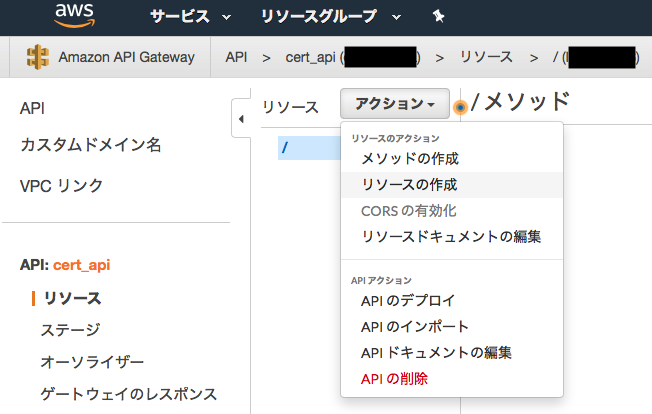 aws サービス リソースグループ
Amazon API Gateway API > cert_api ( ) > リソース > / ( )
API
カスタムドメイン名
VPC リンク
API: cert_api
リソース
ステージ
オーソライザー
ゲートウェイのレスポンス
リソース アクション
/
リソースのアクション
メソッドの作成
リソースの作成
CORS の有効化
リソースドキュメントの編集
API アクション
API のデプロイ
API のインポート
API ドキュメントの編集
API の削除
/ メソッド